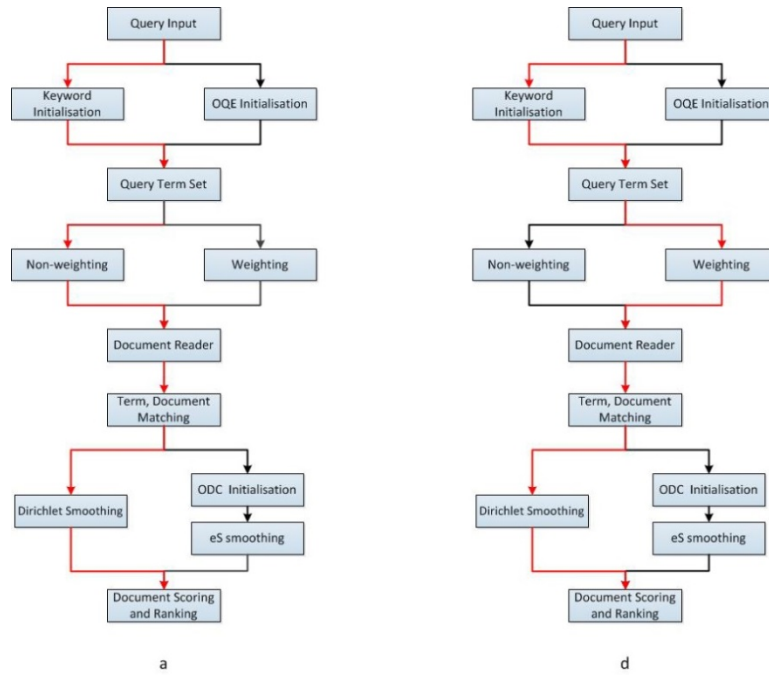 Query Input
Keyword
Initialisation
OQE Initialisation
Query Term Set
Non-weighting
Weighting
Document Reader
Term, Document
Matching
Dirichlet Smoothing
ODC Initialisation
eS smoothing
Document Scoring
and Ranking
a
Query Input
Keyword
Initialisation
OQE Initialisation
Query Term Set
Non-weighting
Weighting
Document Reader
Term, Document
Matching
Dirichlet Smoothing
ODC Initialisation
eS smoothing
Document Scoring
and Ranking
d